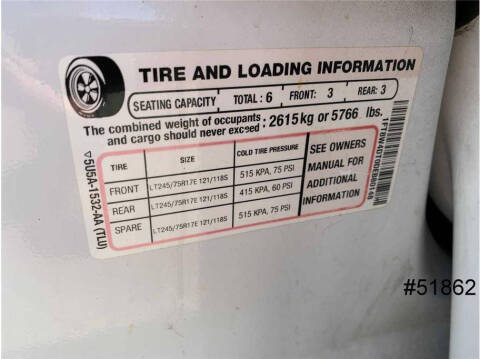 TIRE AND LOADING INFORMATION
SEATING CAPACITY TOTAL : 6 FRONT: 3 REAR: 3
The combined weight of occupants and cargo should never exceed : 2615 kg or 5766 lbs.
TIRE SIZE COLD TIRE PRESSURE
FRONT LT245/75R17E 121/118S 515 KPA, 75 PSI
REAR LT245/75R17E 121/118S 415 KPA, 60 PSI
SPARE LT245/75R17E 121/118S 515 KPA, 75 PSI
SEE OWNERS
MANUAL FOR
ADDITIONAL
INFORMATION
5U5A-1532-AA (TLU)
#51862